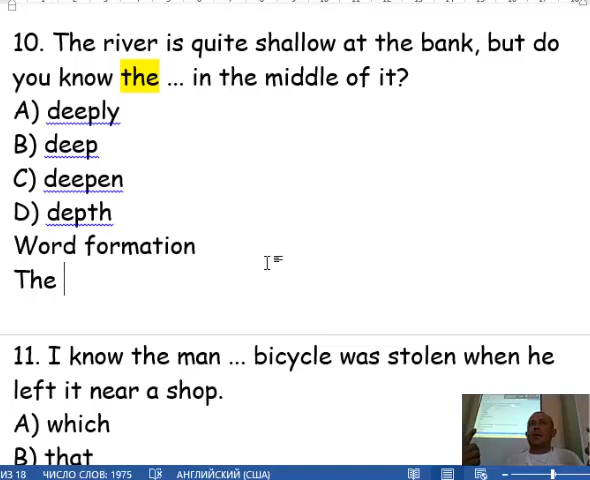 10. The river is quite shallow at the bank, but do
you know the ... in the middle of it?
A) deeply
B) deep
C) deepen
D) depth
Word formation
The
11. I know the man ... bicycle was stolen when he
left it near a shop.
A) which
B) that
ИЗ 18 ЧИСЛО СЛОВ: 1975 АНГЛИЙСКИЙ (США)